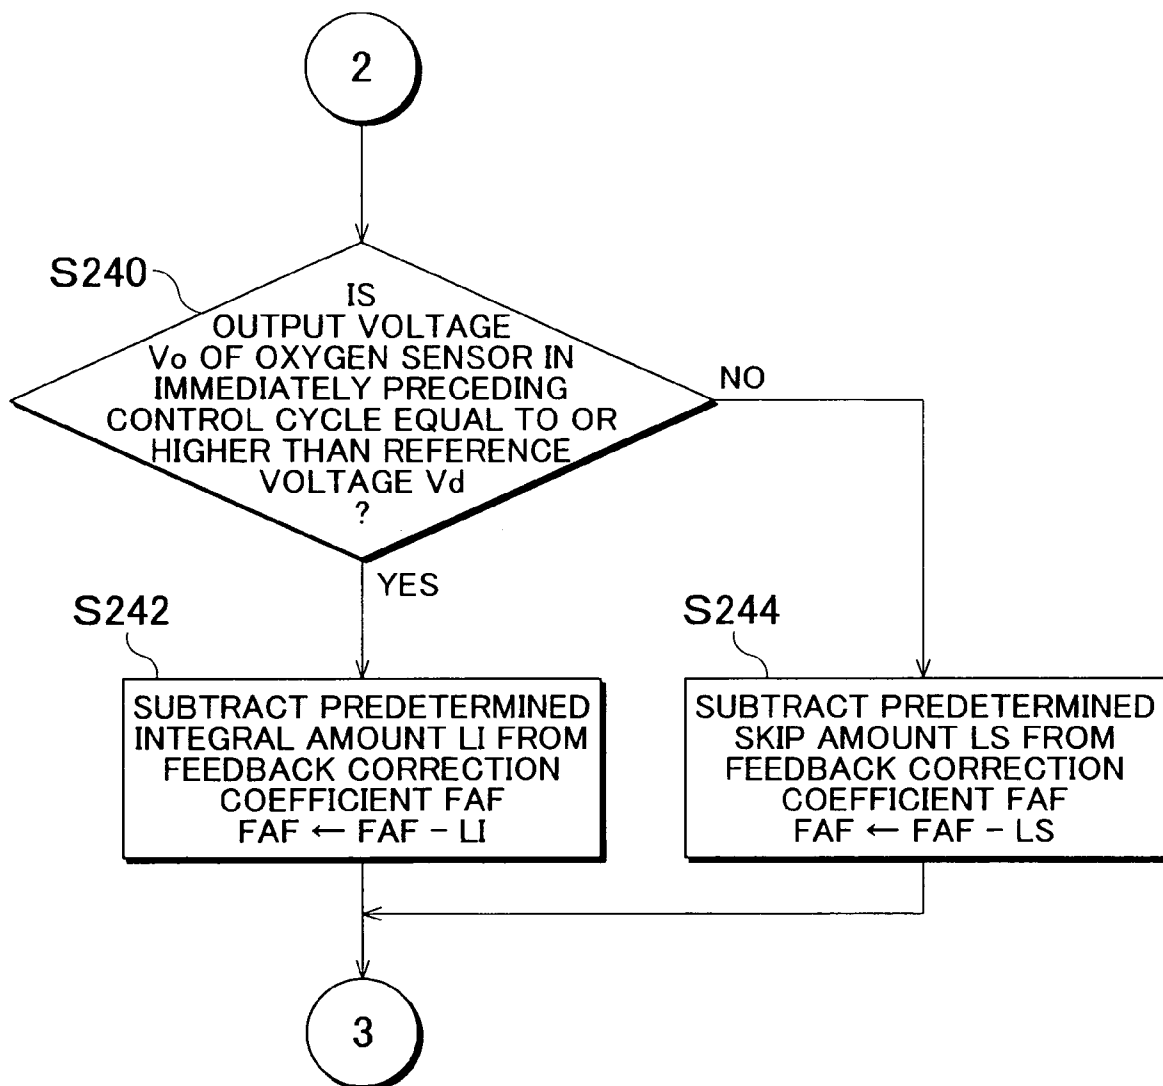 2
S240
IS
OUTPUT VOLTAGE
Vo OF OXYGEN SENSOR IN
IMMEDIATELY PRECEDING
CONTROL CYCLE EQUAL TO OR
HIGHER THAN REFERENCE
VOLTAGE Vd
?
NO
YES
S242
SUBTRACT PREDETERMINED
INTEGRAL AMOUNT LI FROM
FEEDBACK CORRECTION
COEFFICIENT FAF
FAF ← FAF - LI
S244
SUBTRACT PREDETERMINED
SKIP AMOUNT LS FROM
FEEDBACK CORRECTION
COEFFICIENT FAF
FAF ← FAF - LS
3